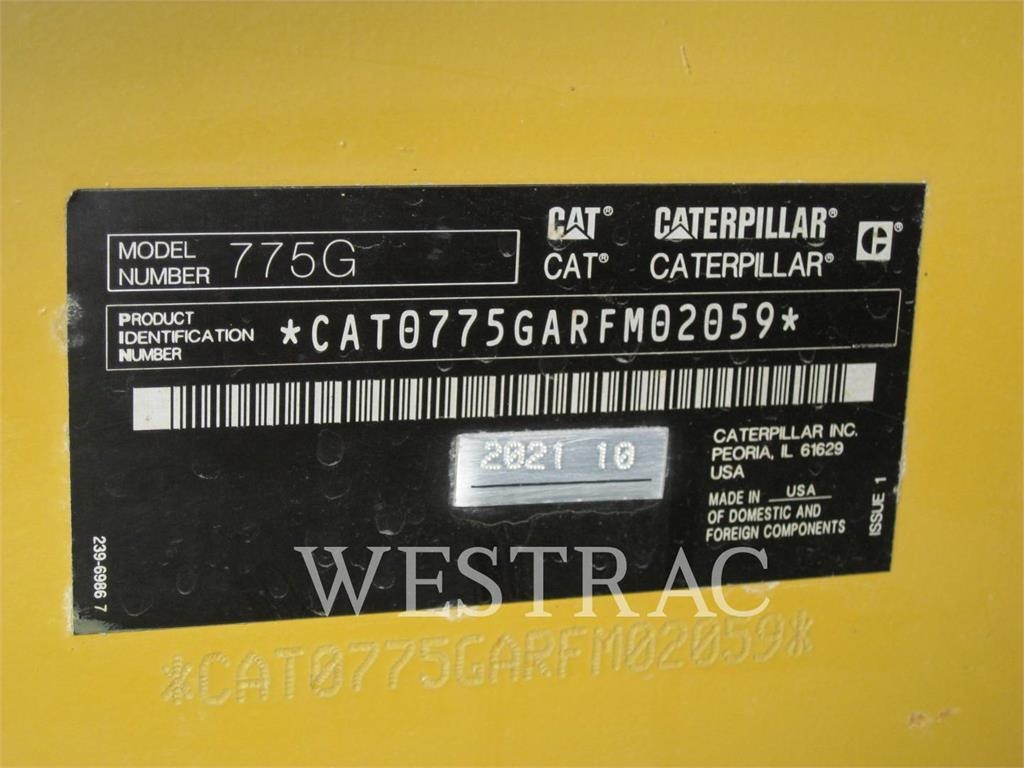 MODEL NUMBER 775G
CAT® CATERPILLAR® C®
CAT® CATERPILLAR®
PRODUCT
IDENTIFICATION
NUMBER
*CAT0775GARFM02059*
2021 10
CATERPILLAR INC.
PEORIA, IL 61629
USA
MADE IN USA
OF DOMESTIC AND
FOREIGN COMPONENTS
ISSUE 1
239-6986 7
WESTRAC
*CAT0775GARFM02059*